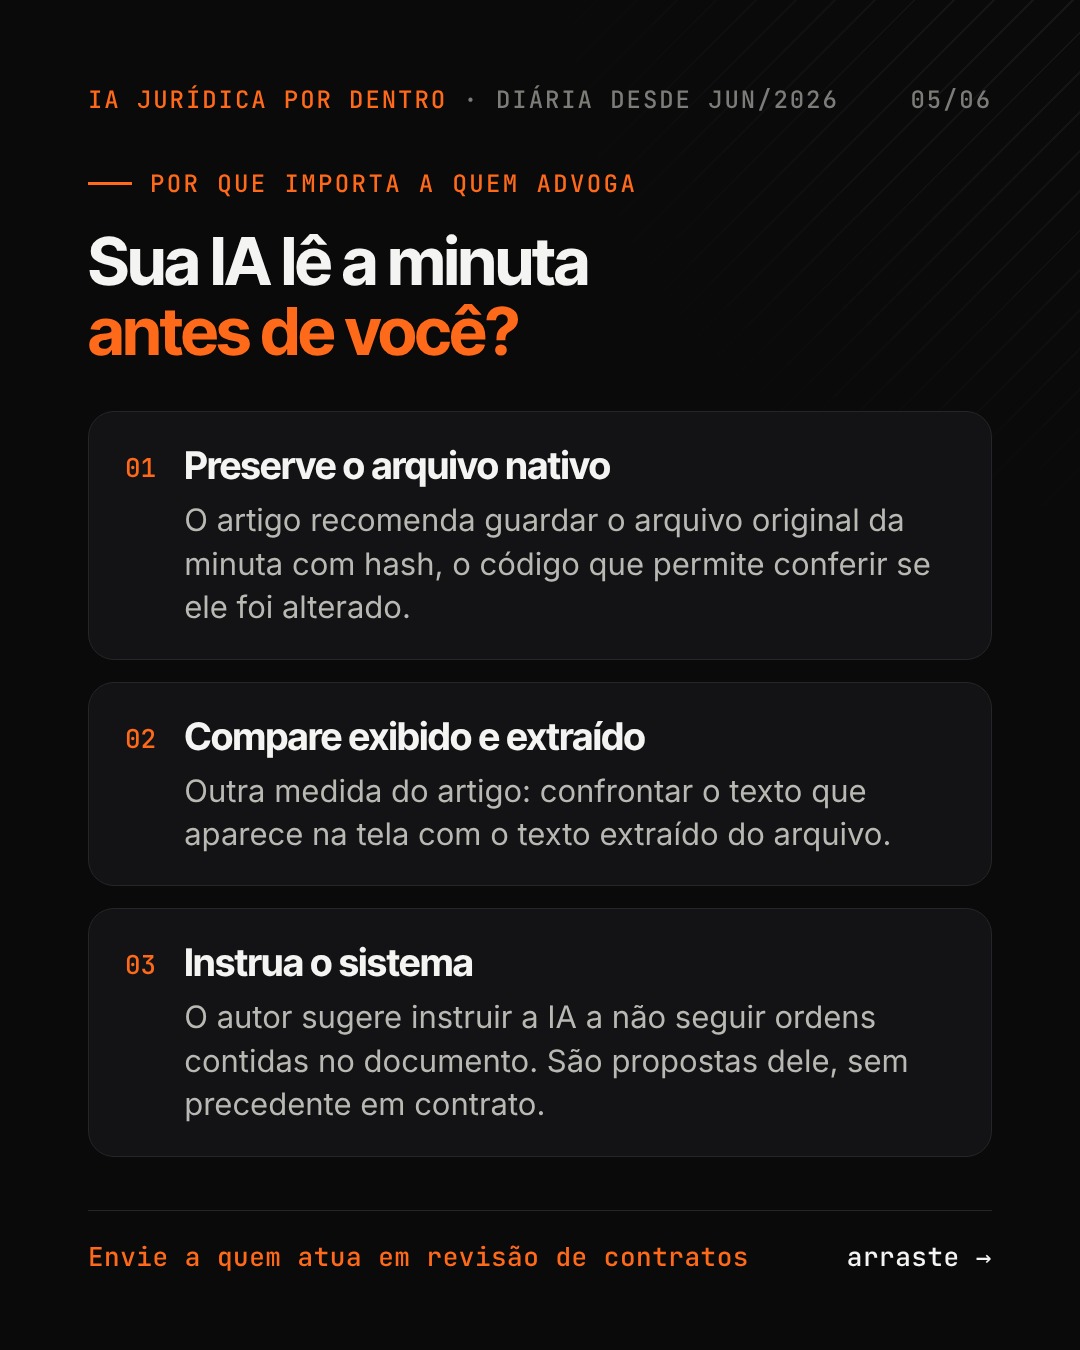 IA JURÍDICA POR DENTRO · DIÁRIA DESDE JUN/2026 05/06
POR QUE IMPORTA A QUEM ADVOGA
Sua IA lê a minuta
antes de você?
01 Preserve o arquivo nativo
O artigo recomenda guardar o arquivo original da
minuta com hash, o código que permite conferir se
ele foi alterado.
02 Compare exibido e extraído
Outra medida do artigo: confrontar o texto que
aparece na tela com o texto extraído do arquivo.
03 Instrua o sistema
O autor sugere instruir a IA a não seguir ordens
contidas no documento. São propostas dele, sem
precedente em contrato.
Envie a quem atua em revisão de contratos arraste →